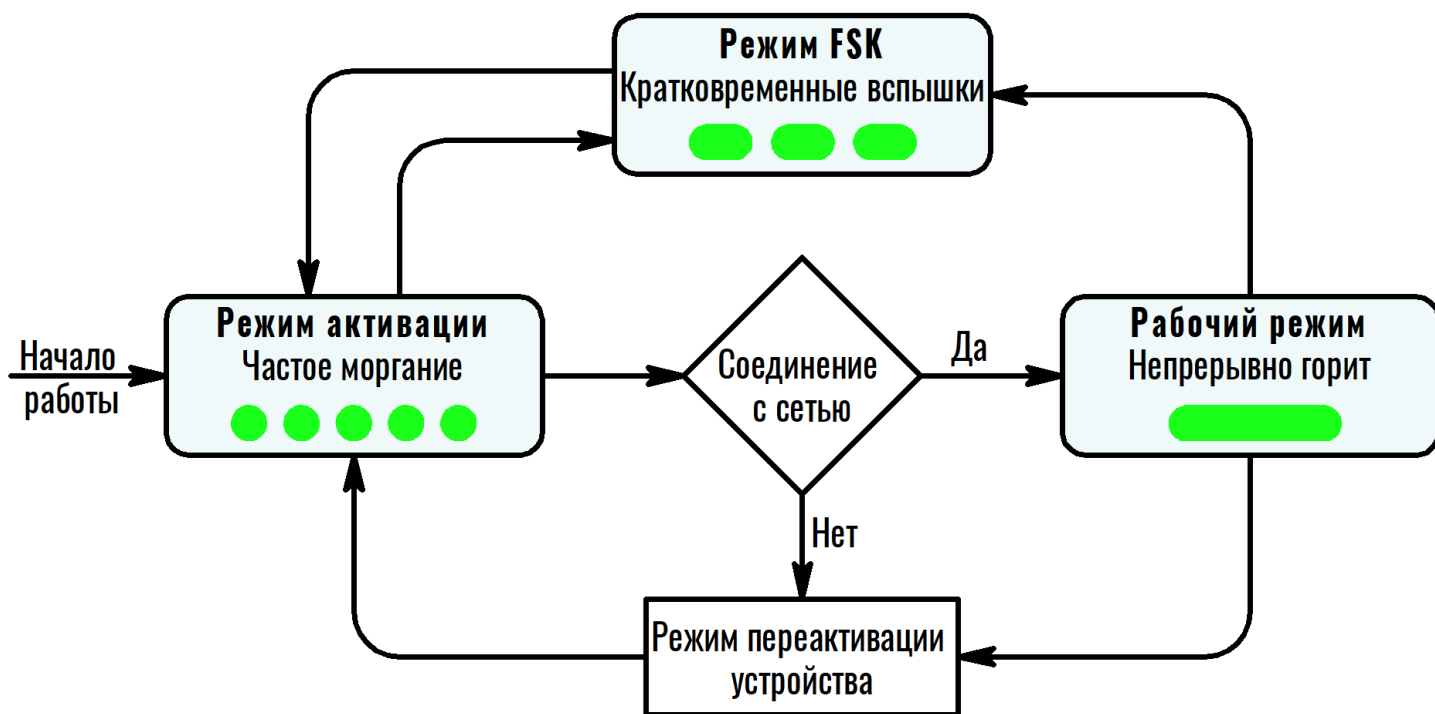 Режим FSK
Кратковременные вспышки
Начало
работы
Режим активации
Частое моргание
Соединение
с сетью
Да
Рабочий режим
Непрерывно горит
Нет
Режим переактивации
устройства